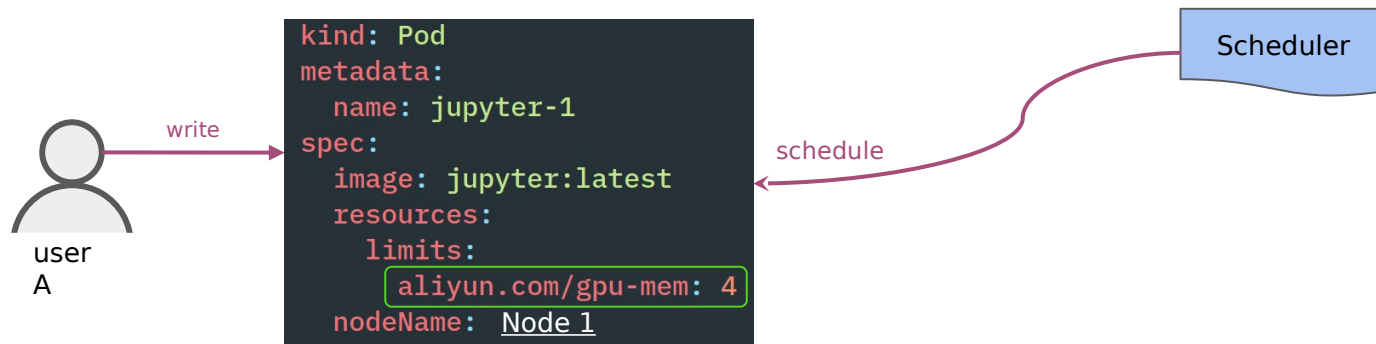 user
A
write
kind: Pod
metadata:
  name: jupyter-1
spec:
  image: jupyter:latest
  resources:
    limits:
      aliyun.com/gpu-mem: 4
  nodeName: Node 1
schedule
Scheduler